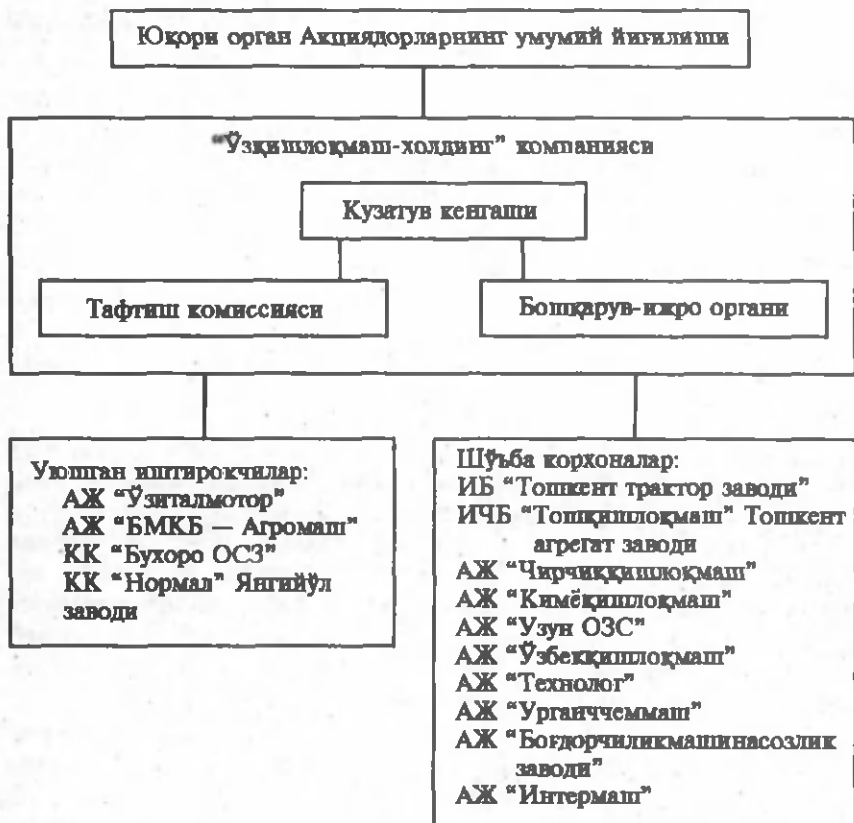 Юқори орган Акциядорларнинг умумий йиғилиши
“Ўзқишлоқмаш-холдинг” компанияси
Кузатув кенгаши
Тафтиш комиссияси
Бошқарув-ижро органи
Уюшган иштирокчилар:
АЖ “Ўзиталмотор”
АЖ “БМКБ — Агромаш”
КК “Бухоро ОСЗ”
КК “Нормал” Янгийўл
заводи
Шўъба корхоналар:
ИБ “Тошкент трактор заводи”
ИЧБ “Тошқишлоқмаш” Тошкент
агрегат заводи
АЖ “Чирчиққишлоқмаш”
АЖ “Кимёқишлоқмаш”
АЖ “Узун ОЗС”
АЖ “Ўзбекқишлоқмаш”
АЖ “Технолог”
АЖ “Урганччеммаш”
АЖ “Боғдорчиликмашинасозлик
заводи”
АЖ “Интермаш”